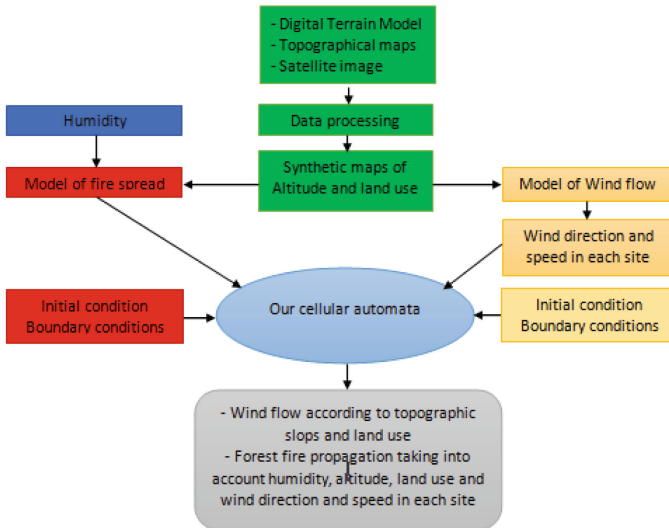 - Digital Terrain Model
- Topographical maps
- Satellite image
Humidity
Data processing
Model of fire spread
Synthetic maps of
Altitude and land use
Model of Wind flow
Wind direction and
speed in each site
Initial condition
Boundary conditions
Our cellular automata
Initial condition
Boundary conditions
- Wind flow according to topographic
slops and land use
- Forest fire propagation taking into
account humidity, altitude, land use and
wind direction and speed in each site